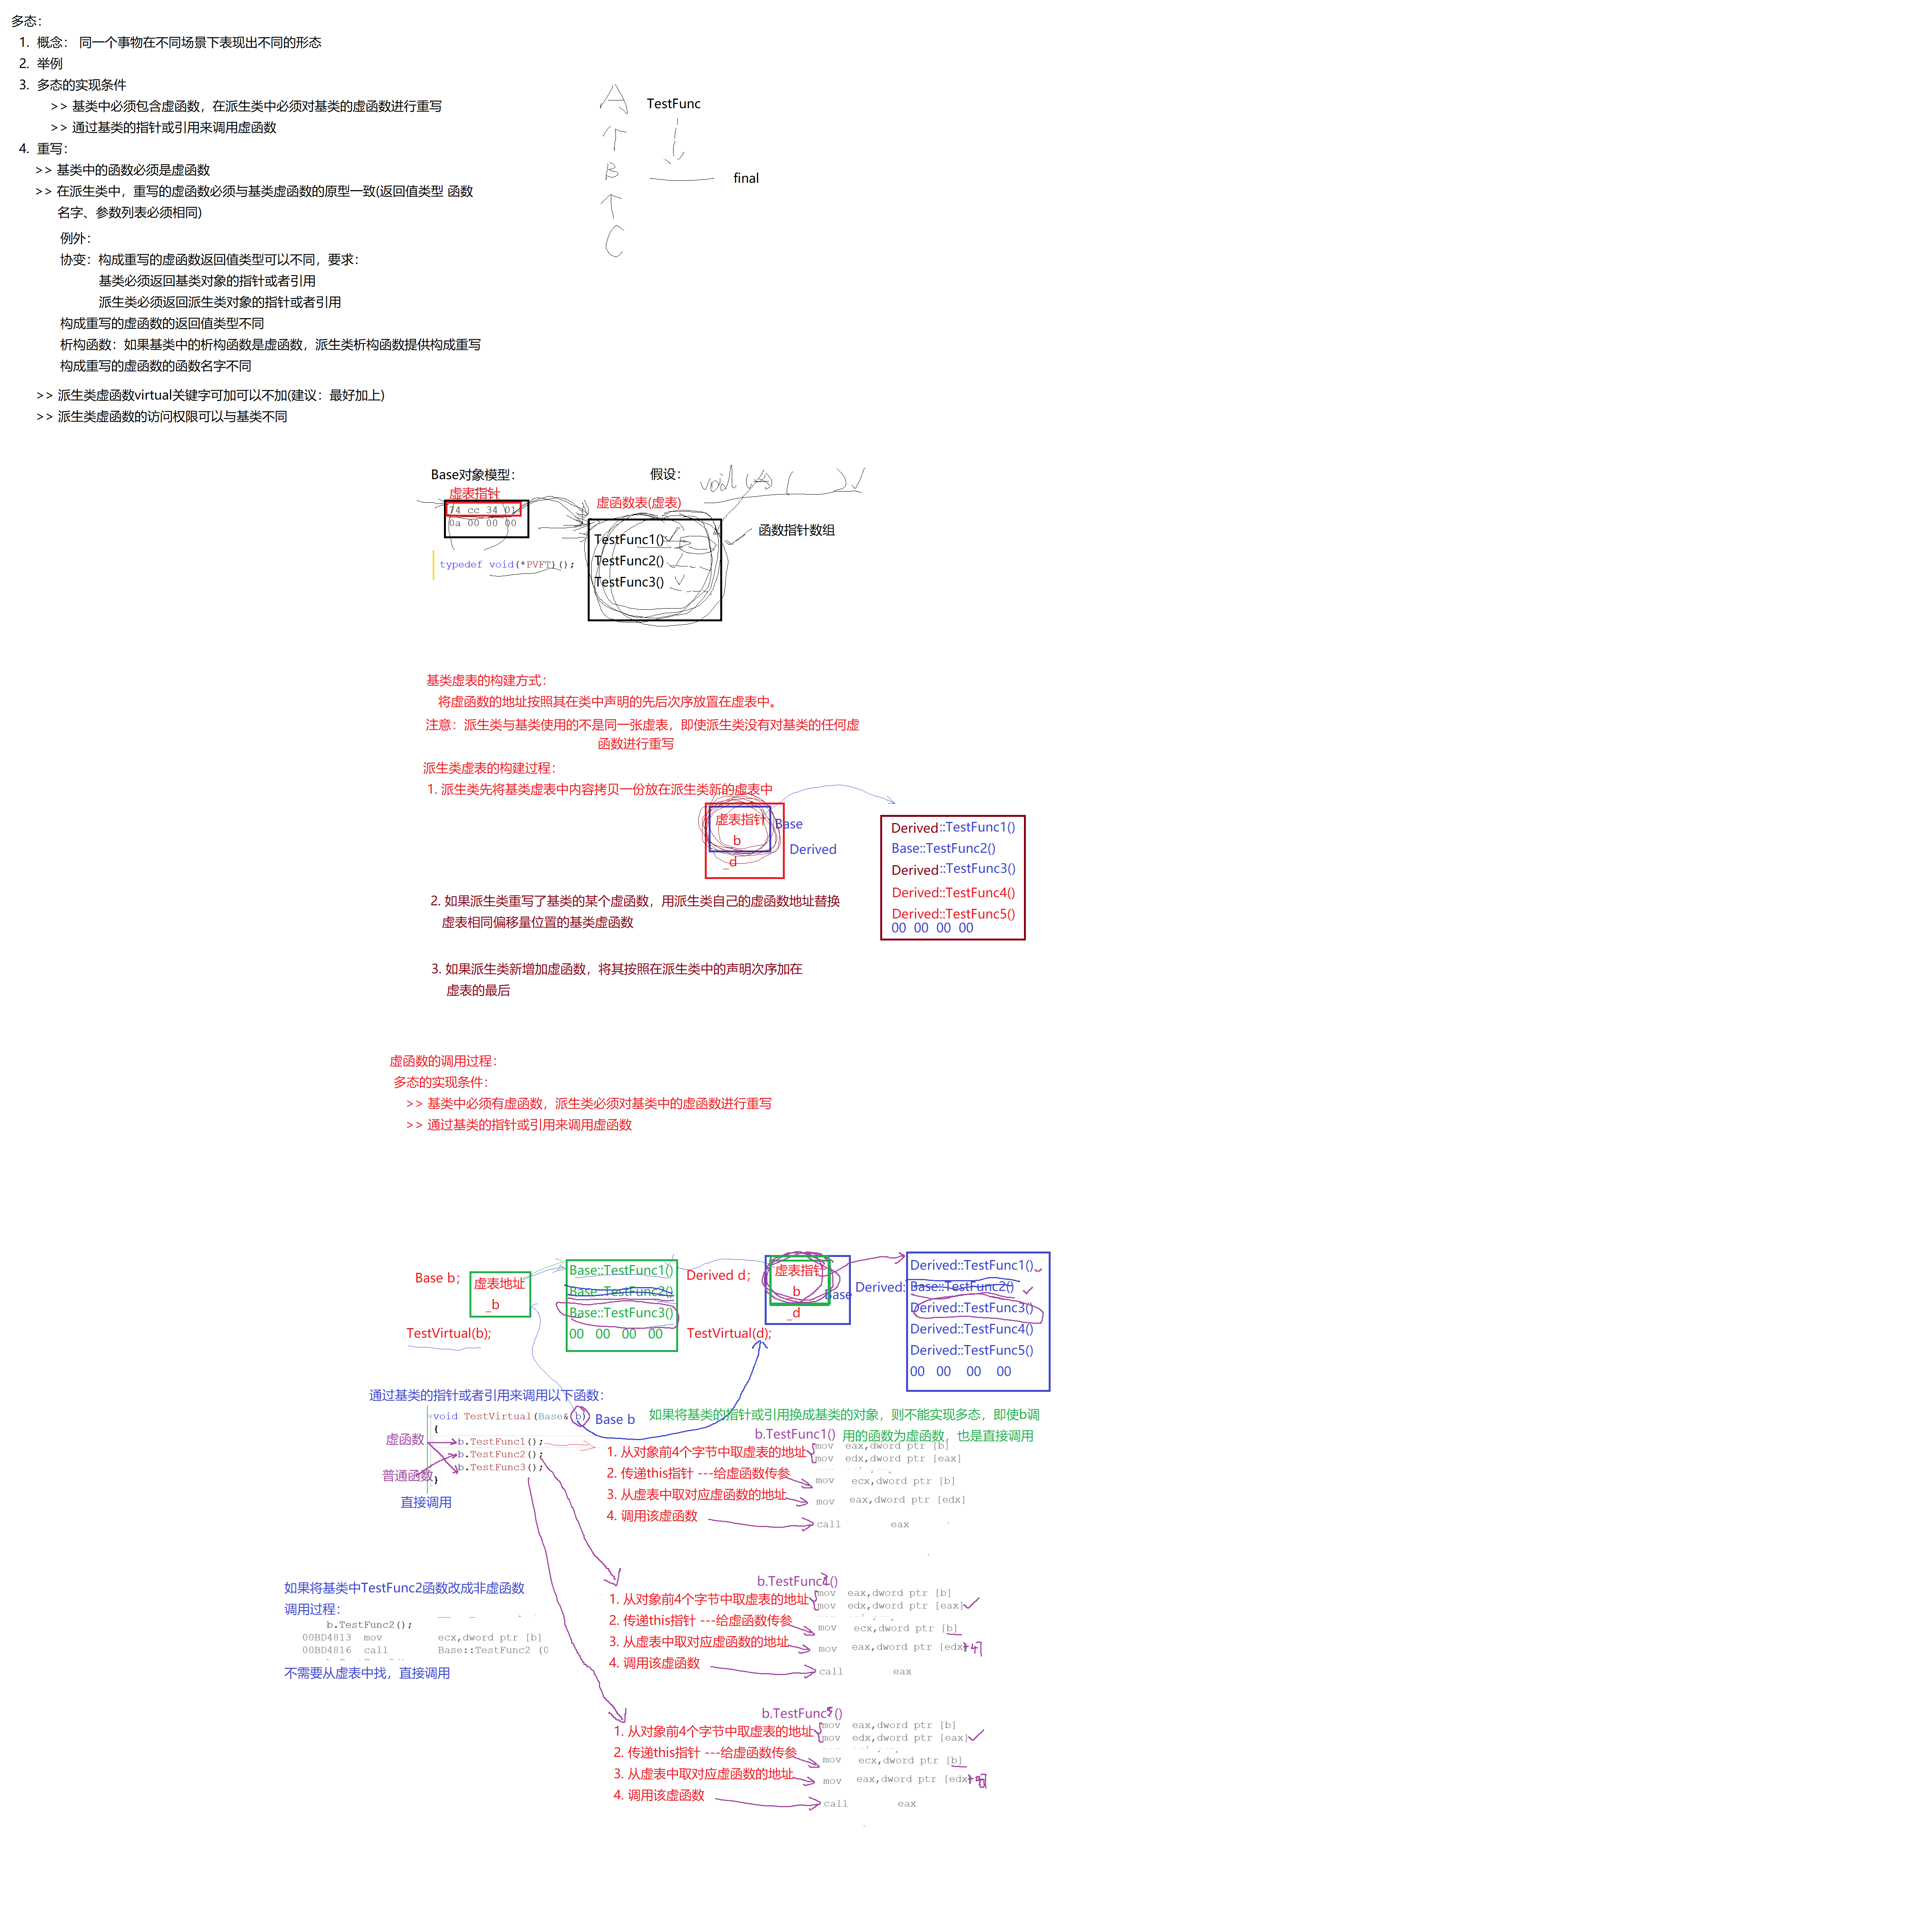 多态：
1. 概念： 同一个事物在不同场景下表现出不同的形态
2. 举例
3. 多态的实现条件
>> 基类中必须包含虚函数，在派生类中必须对基类的虚函数进行重写
>> 通过基类的指针或引用来调用虚函数
4. 重写：
>> 基类中的函数必须是虚函数
>> 在派生类中，重写的虚函数必须与基类虚函数的原型一致(返回值类型 函数
名字、参数列表必须相同)
例外：
协变：构成重写的虚函数返回值类型可以不同，要求：
基类必须返回基类对象的指针或者引用
派生类必须返回派生类对象的指针或者引用
构成重写的虚函数的返回值类型不同
析构函数：如果基类中的析构函数是虚函数，派生类析构函数提供构成重写
构成重写的虚函数的函数名字不同
>> 派生类虚函数virtual关键字可加可以不加(建议：最好加上)
>> 派生类虚函数的访问权限可以与基类不同
A
TestFunc
B
final
C
Base对象模型：
虚表指针
74 cc 34 01
0a 00 00 00
typedef void(*PVFT)();
假设：
void
虚函数表(虚表)
TestFunc1()
TestFunc2()
TestFunc3()
函数指针数组
基类虚表的构建方式：
将虚函数的地址按照其在类中声明的先后次序放置在虚表中。
注意：派生类与基类使用的不是同一张虚表，即使派生类没有对基类的任何虚
函数进行重写
派生类虚表的构建过程：
1. 派生类先将基类虚表中内容拷贝一份放在派生类新的虚表中
虚表指针
_b
_d
Base
Derived
Derived::TestFunc1()
Base::TestFunc2()
Derived::TestFunc3()
Derived::TestFunc4()
Derived::TestFunc5()
00 00 00 00
2. 如果派生类重写了基类的某个虚函数，用派生类自己的虚函数地址替换
虚表相同偏移量位置的基类虚函数
3. 如果派生类新增加虚函数，将其按照在派生类中的声明次序加在
虚表的最后
虚函数的调用过程：
多态的实现条件：
>> 基类中必须有虚函数，派生类必须对基类中的虚函数进行重写
>> 通过基类的指针或引用来调用虚函数
Base b；
虚表地址
_b
TestVirtual(b);
Base::TestFunc1()
Base::TestFunc2()
Base::TestFunc3()
00 00 00 00
Derived d；
TestVirtual(d);
虚表指针
_b
_d
Base
Derived:
Derived::TestFunc1()
Base::TestFunc2()
Derived::TestFunc3()
Derived::TestFunc4()
Derived::TestFunc5()
00 00 00 00
通过基类的指针或者引用来调用以下函数：
void TestVirtual(Base& b)
{
b.TestFunc1();
b.TestFunc2();
b.TestFunc3();
}
Base b
虚函数
普通函数
直接调用
如果将基类的指针或引用换成基类的对象，则不能实现多态，即使b调
用的函数为虚函数，也是直接调用
b.TestFunc1()
1. 从对象前4个字节中取虚表的地址
2. 传递this指针 ---给虚函数传参
3. 从虚表中取对应虚函数的地址
4. 调用该虚函数
mov eax,dword ptr [b]
mov edx,dword ptr [eax]
mov ecx,dword ptr [b]
mov eax,dword ptr [edx]
call eax
如果将基类中TestFunc2函数改成非虚函数
调用过程：
b.TestFunc2();
00BD4813 mov ecx,dword ptr [b]
00BD4816 call Base::TestFunc2 (0
不需要从虚表中找，直接调用
b.TestFunc2()
1. 从对象前4个字节中取虚表的地址
2. 传递this指针 ---给虚函数传参
3. 从虚表中取对应虚函数的地址
4. 调用该虚函数
mov eax,dword ptr [b]
mov edx,dword ptr [eax]
mov ecx,dword ptr [b]
mov eax,dword ptr [edx+4]
call eax
b.TestFunc3()
1. 从对象前4个字节中取虚表的地址
2. 传递this指针 ---给虚函数传参
3. 从虚表中取对应虚函数的地址
4. 调用该虚函数
mov eax,dword ptr [b]
mov edx,dword ptr [eax]
mov ecx,dword ptr [b]
mov eax,dword ptr [edx+8]
call eax